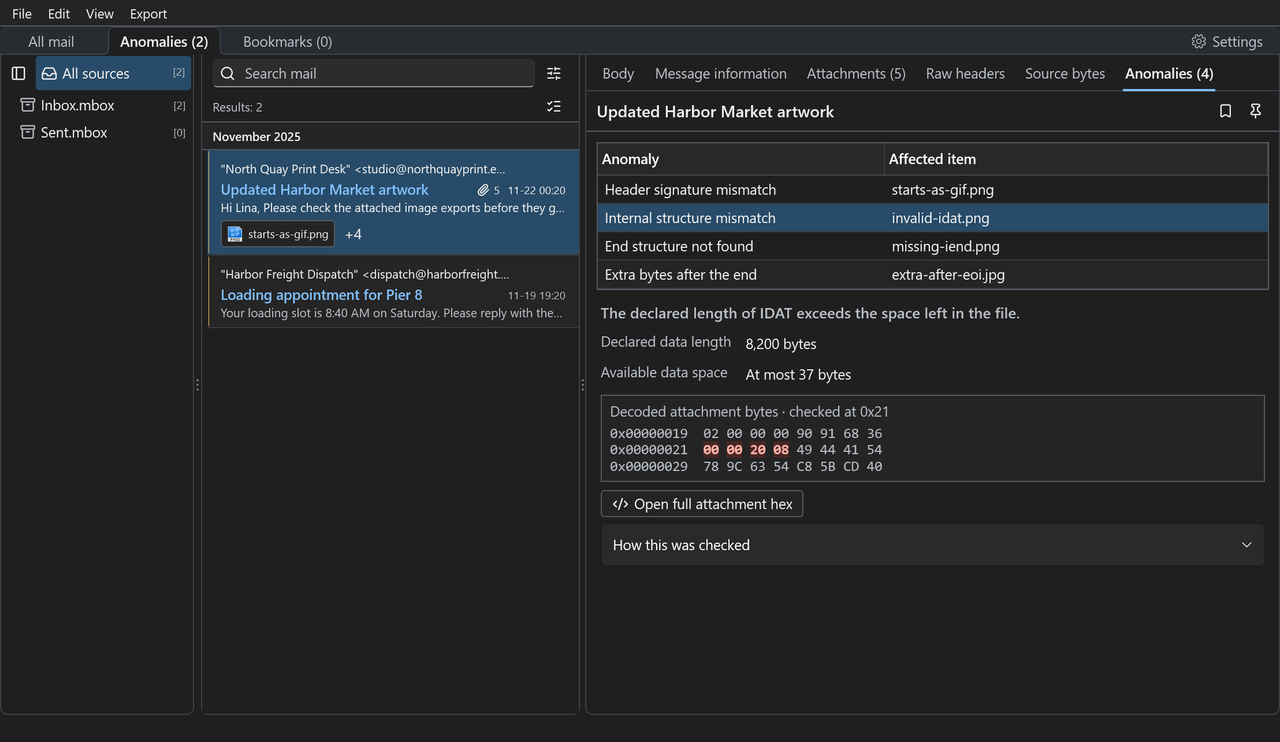 File Edit View Export
All mail Anomalies (2) Bookmarks (0) Settings
All sources [2]
Inbox.mbox [2]
Sent.mbox [0]
Search mail
Results: 2
November 2025
"North Quay Print Desk" <studio@northquayprint.e...
Updated Harbor Market artwork 5 11-22 00:20
Hi Lina, Please check the attached image exports before they g...
starts-as-gif.png +4
"Harbor Freight Dispatch" <dispatch@harborfreight....
Loading appointment for Pier 8 11-19 19:20
Your loading slot is 8:40 AM on Saturday. Please reply with the...
Body Message information Attachments (5) Raw headers Source bytes Anomalies (4)
Updated Harbor Market artwork
Anomaly Affected item
Header signature mismatch starts-as-gif.png
Internal structure mismatch invalid-idat.png
End structure not found missing-iend.png
Extra bytes after the end extra-after-eoi.jpg
The declared length of IDAT exceeds the space left in the file.
Declared data length 8,200 bytes
Available data space At most 37 bytes
Decoded attachment bytes · checked at 0x21
0x00000019 02 00 00 00 90 91 68 36
0x00000021 00 00 20 08 49 44 41 54
0x00000029 78 9C 63 54 C8 5B CD 40
</> Open full attachment hex
How this was checked